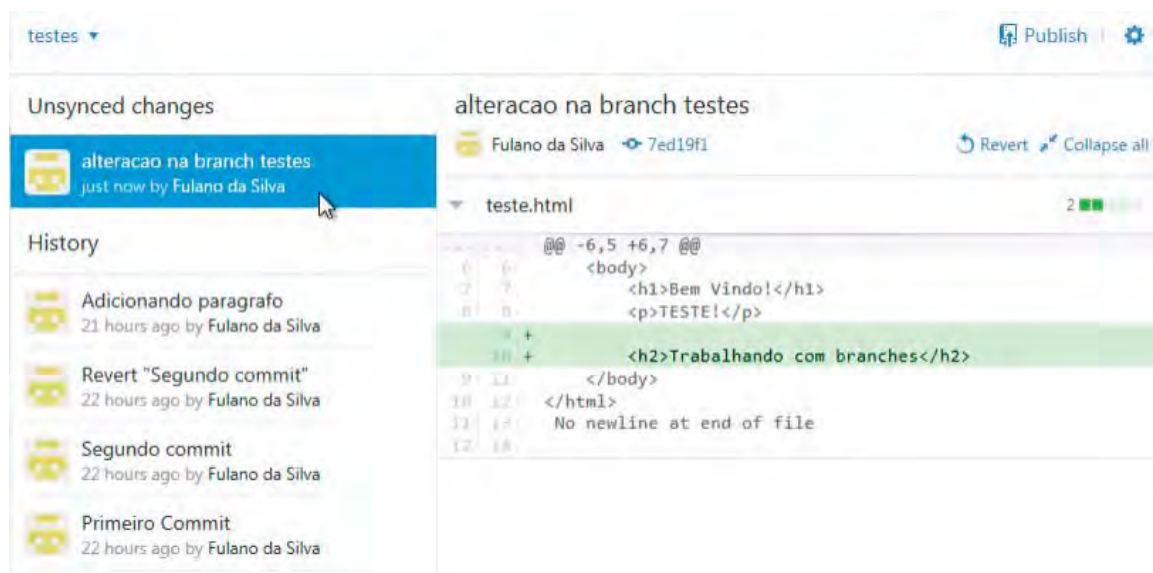 testes
Publish
Unsynced changes
alteracao na branch testes
just now by Fulano da Silva
History
Adicionando paragrafo
21 hours ago by Fulano da Silva
Revert "Segundo commit"
22 hours ago by Fulano da Silva
Segundo commit
22 hours ago by Fulano da Silva
Primeiro Commit
22 hours ago by Fulano da Silva
alteracao na branch testes
Fulano da Silva 7ed19f1 Revert Collapse all
teste.html 2
@@ -6,5 +6,7 @@
6 6 <body>
7 7 <h1>Bem Vindo!</h1>
8 8 <p>TESTE!</p>
9 +
10 + <h2>Trabalhando com branches</h2>
9 11 </body>
10 12 </html>
11 13 No newline at end of file
12 14